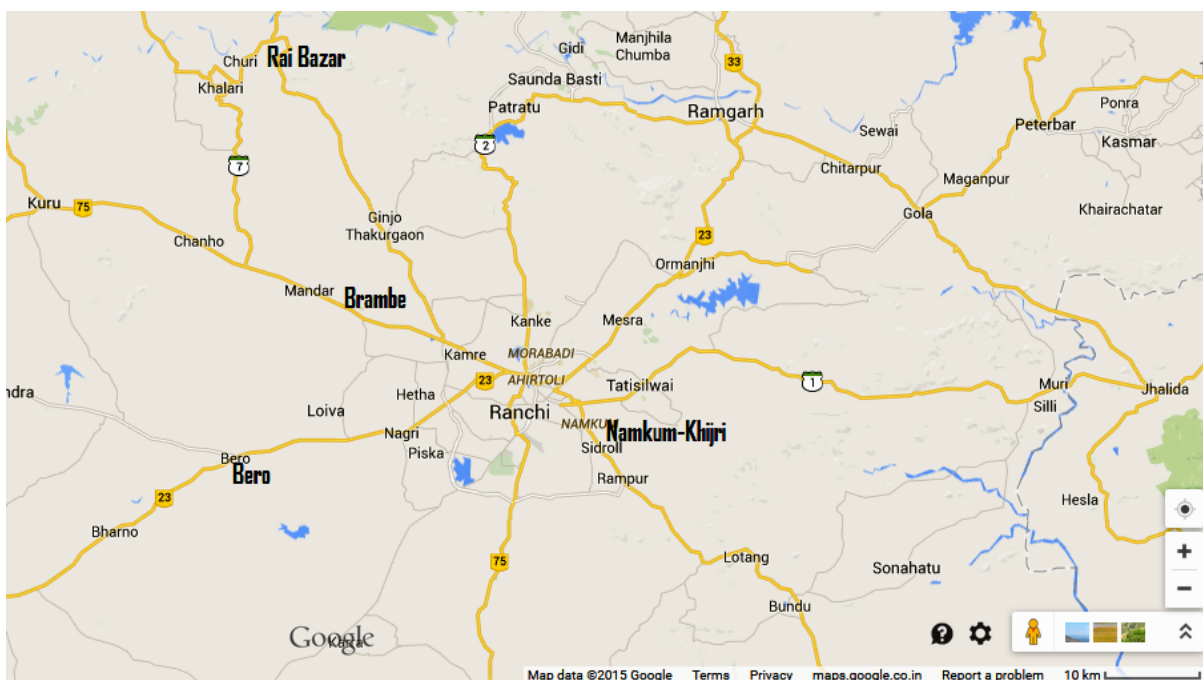 Gidi
Manjhila
Chumba
Churi
Rai Bazar
Khalari
Saunda Basti
33
Patratu
Ramgarh
Ponra
Peterbar
Sewai
Kasmar
2
7
Chitarpur
Maganpur
Kuru
75
Ginjo
Thakurgaon
Gola
Khairachatar
Chanho
23
Ormanjhi
Mandar
Brambe
Kanke
Mesra
Kamre
MORABADI
23
AHIRTOLI
Tatisilwai
1
Muri
Jhalida
ndra
Hetha
Silli
Loiva
Ranchi
NAMKU
Namkum-Khijri
Nagri
Sidroll
Piska
Bero
Bero
Rampur
23
Hesla
Bharno
75
Lotang
Sonahatu
Bundu
Google
Map data ©2015 Google Terms Privacy maps.google.co.in Report a problem 10 km